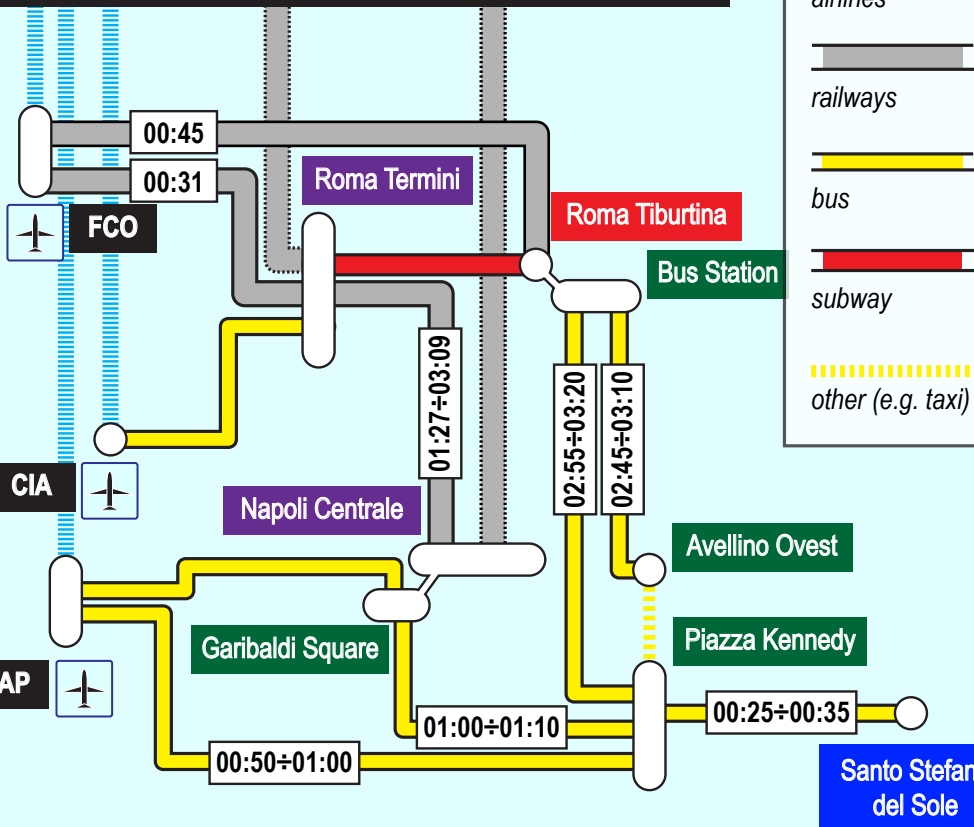 airlines
railways
bus
subway
other (e.g. taxi)
00:45
00:31
Roma Termini
FCO
Roma Tiburtina
Bus Station
01:27÷03:09
02:55÷03:20
02:45÷03:10
CIA
Napoli Centrale
Avellino Ovest
Garibaldi Square
Piazza Kennedy
AP
00:25÷00:35
01:00÷01:10
00:50÷01:00
Santo Stefan
del Sole